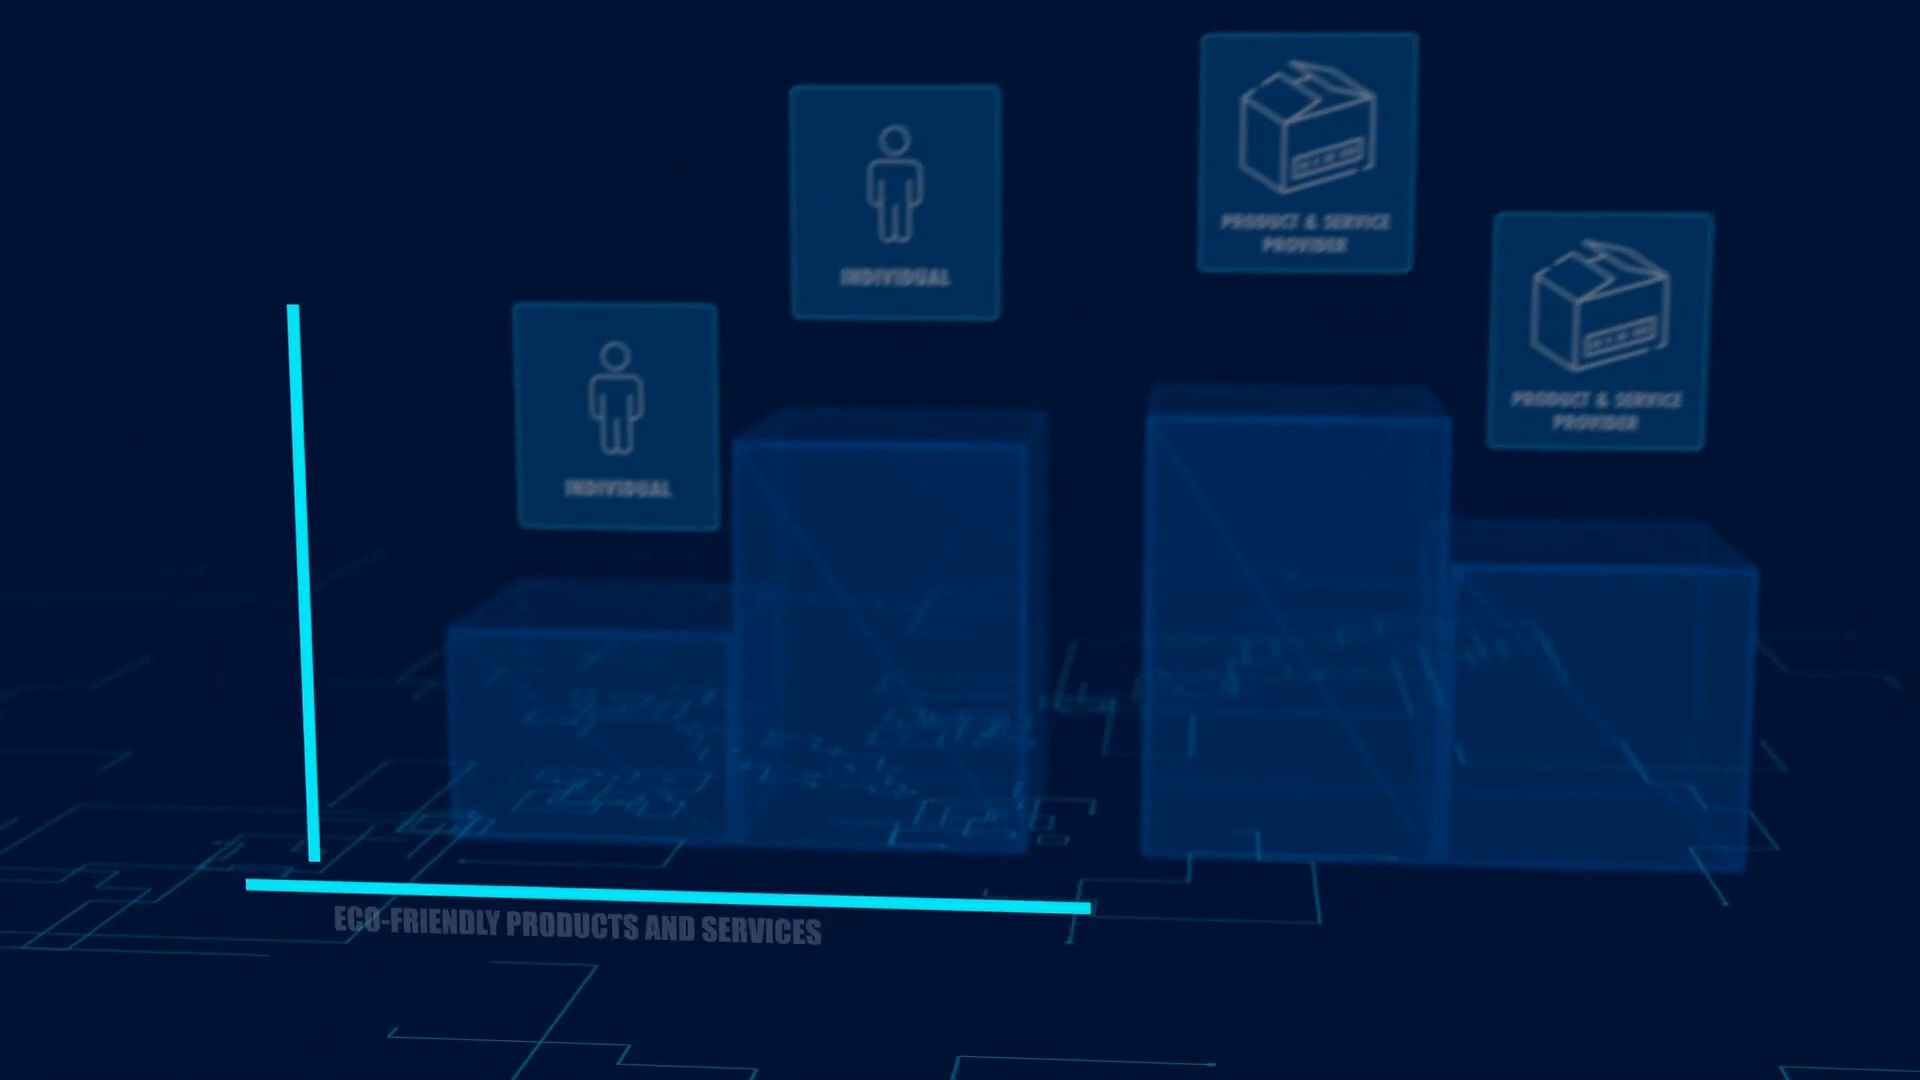 PRODUCT & SERVICE
PROVIDER
INDIVIDUAL
PRODUCT & SERVICE
PROVIDER
INDIVIDUAL
ECO-FRIENDLY PRODUCTS AND SERVICES